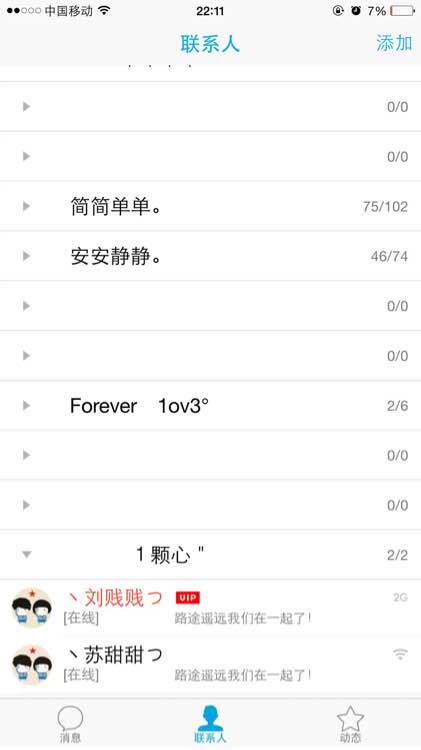 中国移动 22:11 7%
联系人 添加
0/0
0/0
简简单单。 75/102
安安静静。 46/74
0/0
0/0
Forever 1ov3° 2/6
0/0
0/0
1颗心" 2/2
丶刘贱贱つ VIP 2G
[在线] 路途遥远我们在一起了!
丶苏甜甜つ
[在线] 路途遥远我们在一起了!
消息 联系人 动态